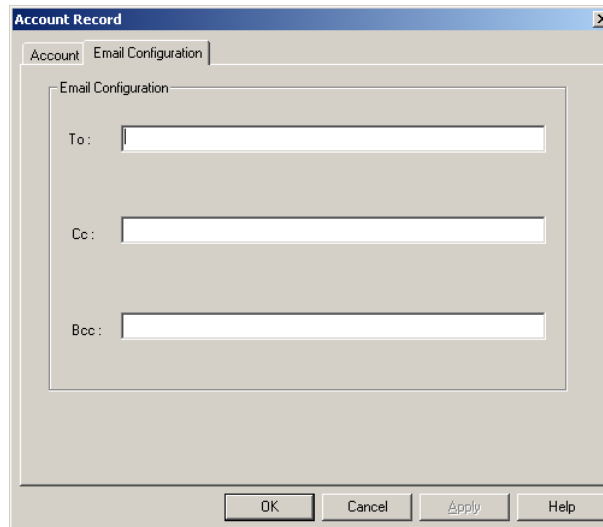 Account Record
Account Email Configuration
Email Configuration
To :
Cc :
Bcc :
OK Cancel Apply Help